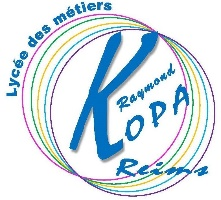 Lycée des métiers
Raymond
KOPA
Reims